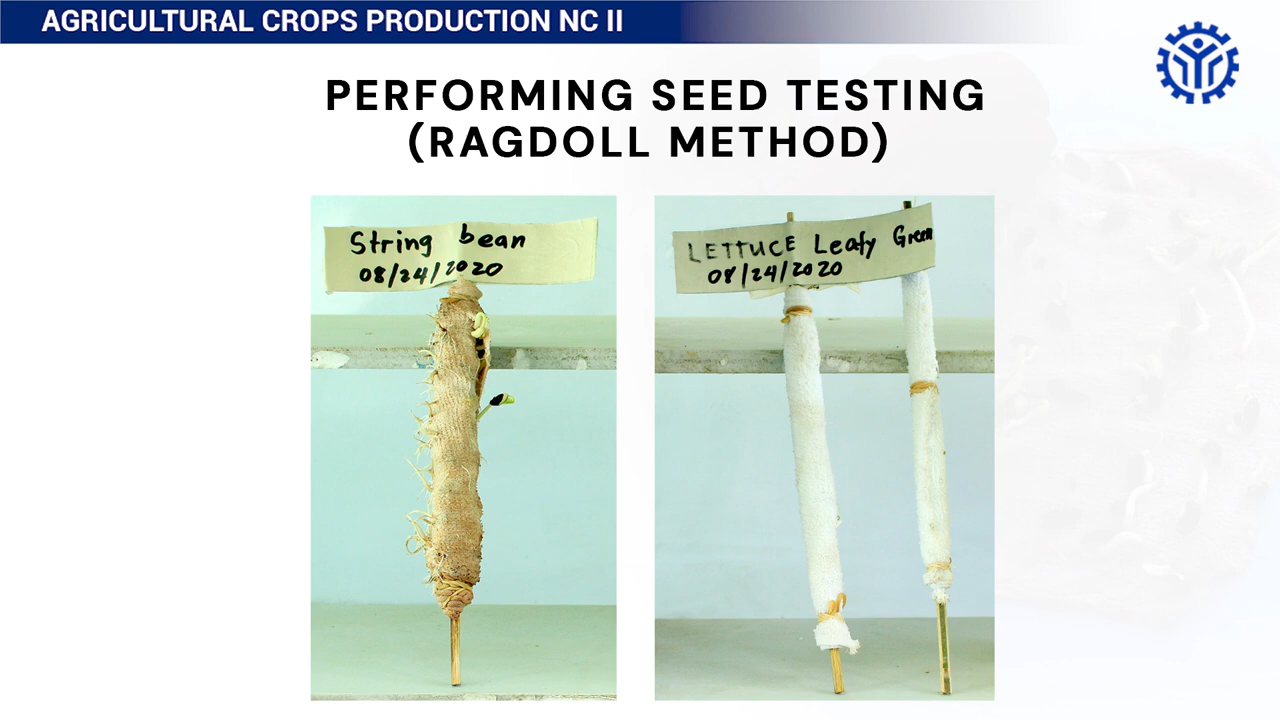 AGRICULTURAL CROPS PRODUCTION NC II
PERFORMING SEED TESTING
(RAGDOLL METHOD)
String bean
08/24/2020
LETTUCE Leafy Green
08/24/2020